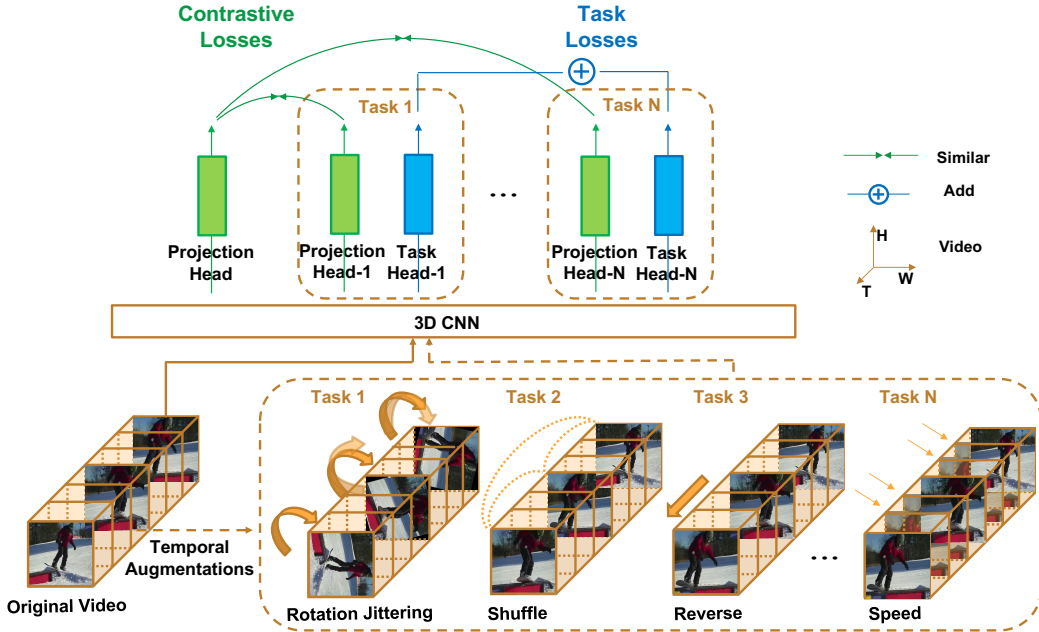 Contrastive
Losses
Task
Losses
Task 1
Task N
Similar
Add
H
Video
W
T
...
Projection
Head
Projection
Head-1
Task
Head-1
Projection
Head-N
Task
Head-N
3D CNN
Task 1
Task 2
Task 3
Task N
Temporal
Augmentations
...
Original Video
Rotation Jittering
Shuffle
Reverse
Speed